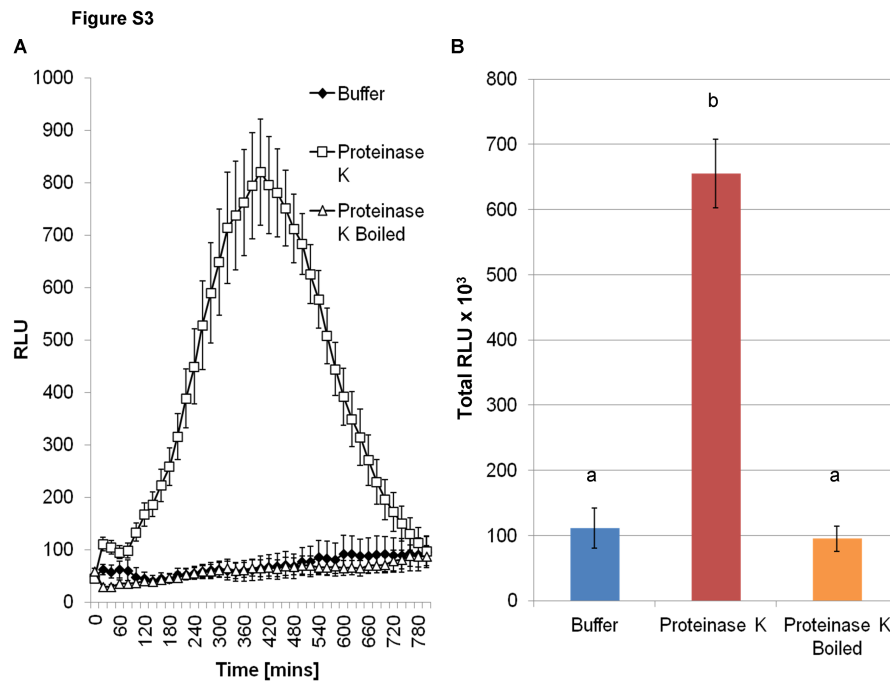 Figure S3
A
1000
900
800
700
600
500
400
300
200
100
0
RLU
0 60 120 180 240 300 360 420 480 540 600 660 720 780
Time [mins]
Buffer
Proteinase
K
Proteinase
K Boiled
B
800
700
600
500
400
300
200
100
0
Total RLU x 10³
a
b
a
Buffer Proteinase K Proteinase K
Boiled